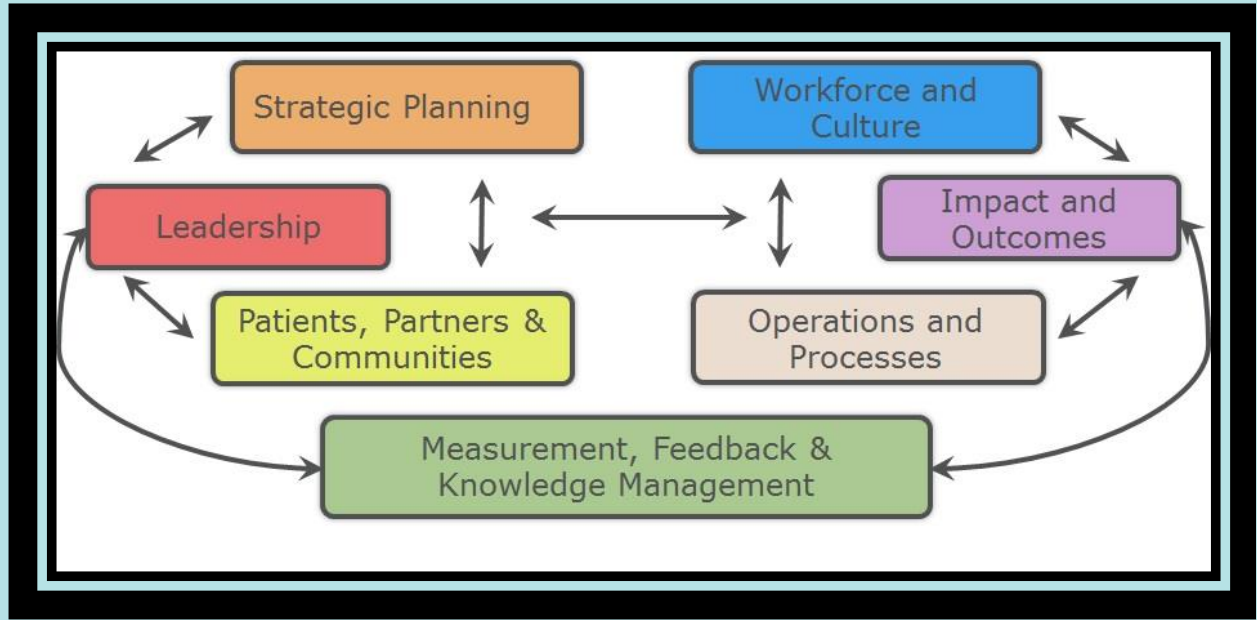 Strategic Planning
Workforce and
Culture
Leadership
Impact and
Outcomes
Patients, Partners &
Communities
Operations and
Processes
Measurement, Feedback &
Knowledge Management